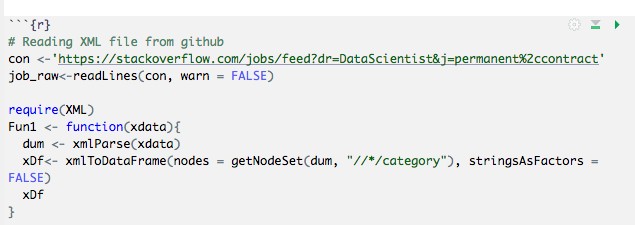 ```{r}
# Reading XML file from github
con <-'https://stackoverflow.com/jobs/feed?dr=DataScientist&j=permanent%2ccontract'
job_raw<-readLines(con, warn = FALSE)
require(XML)
Fun1 <- function(xdata){
dum <- xmlParse(xdata)
xDf<- xmlToDataFrame(nodes = getNodeSet(dum, "//*/category"), stringsAsFactors =
FALSE)
xDf
}